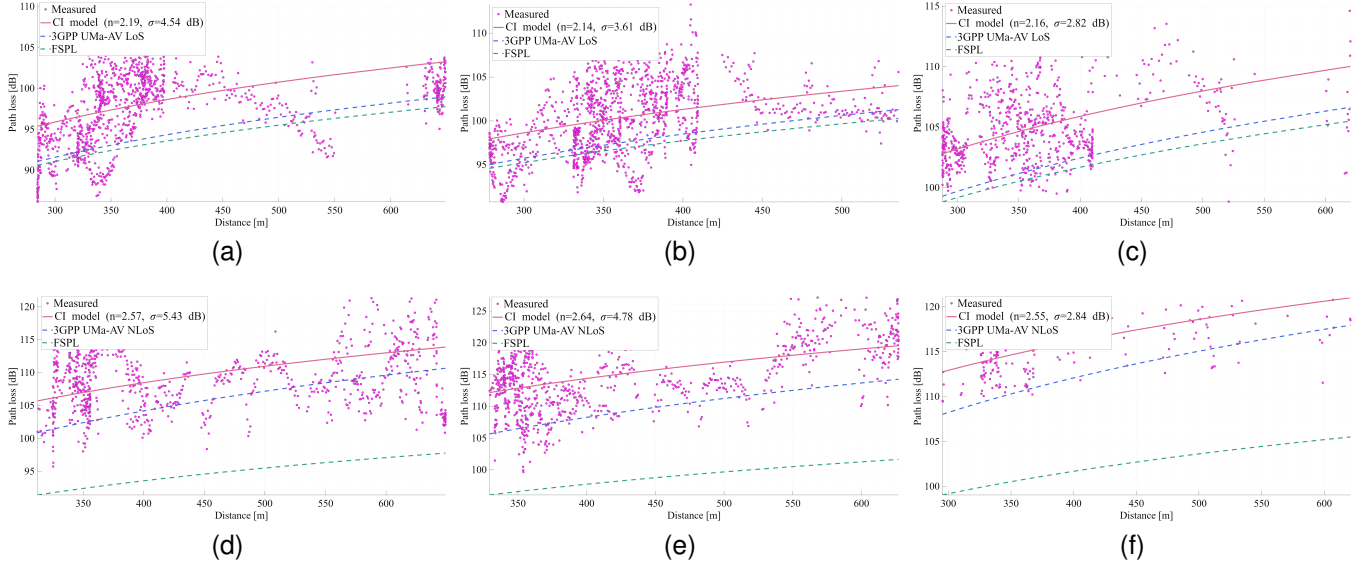 Measured
CI model (n=2.19, σ=4.54 dB)
3GPP UMa-AV LoS
FSPL
110
105
100
95
90
Path loss [dB]
300
350
400
450
500
550
600
Distance [m]
(a)
Measured
CI model (n=2.14, σ=3.61 dB)
3GPP UMa-AV LoS
FSPL
110
105
100
95
Path loss [dB]
300
350
400
450
500
Distance [m]
(b)
Measured
CI model (n=2.16, σ=2.82 dB)
3GPP UMa-AV LoS
FSPL
115
110
105
100
Path loss [dB]
300
350
400
450
500
550
600
Distance [m]
(c)
Measured
CI model (n=2.57, σ=5.43 dB)
3GPP UMa-AV NLoS
FSPL
120
115
110
105
100
95
Path loss [dB]
350
400
450
500
550
600
Distance [m]
(d)
Measured
CI model (n=2.64, σ=4.78 dB)
3GPP UMa-AV NLoS
FSPL
125
120
115
110
105
100
Path loss [dB]
350
400
450
500
550
600
Distance [m]
(e)
Measured
CI model (n=2.55, σ=2.84 dB)
3GPP UMa-AV NLoS
FSPL
120
115
110
105
100
Path loss [dB]
300
350
400
450
500
550
600
Distance [m]
(f)